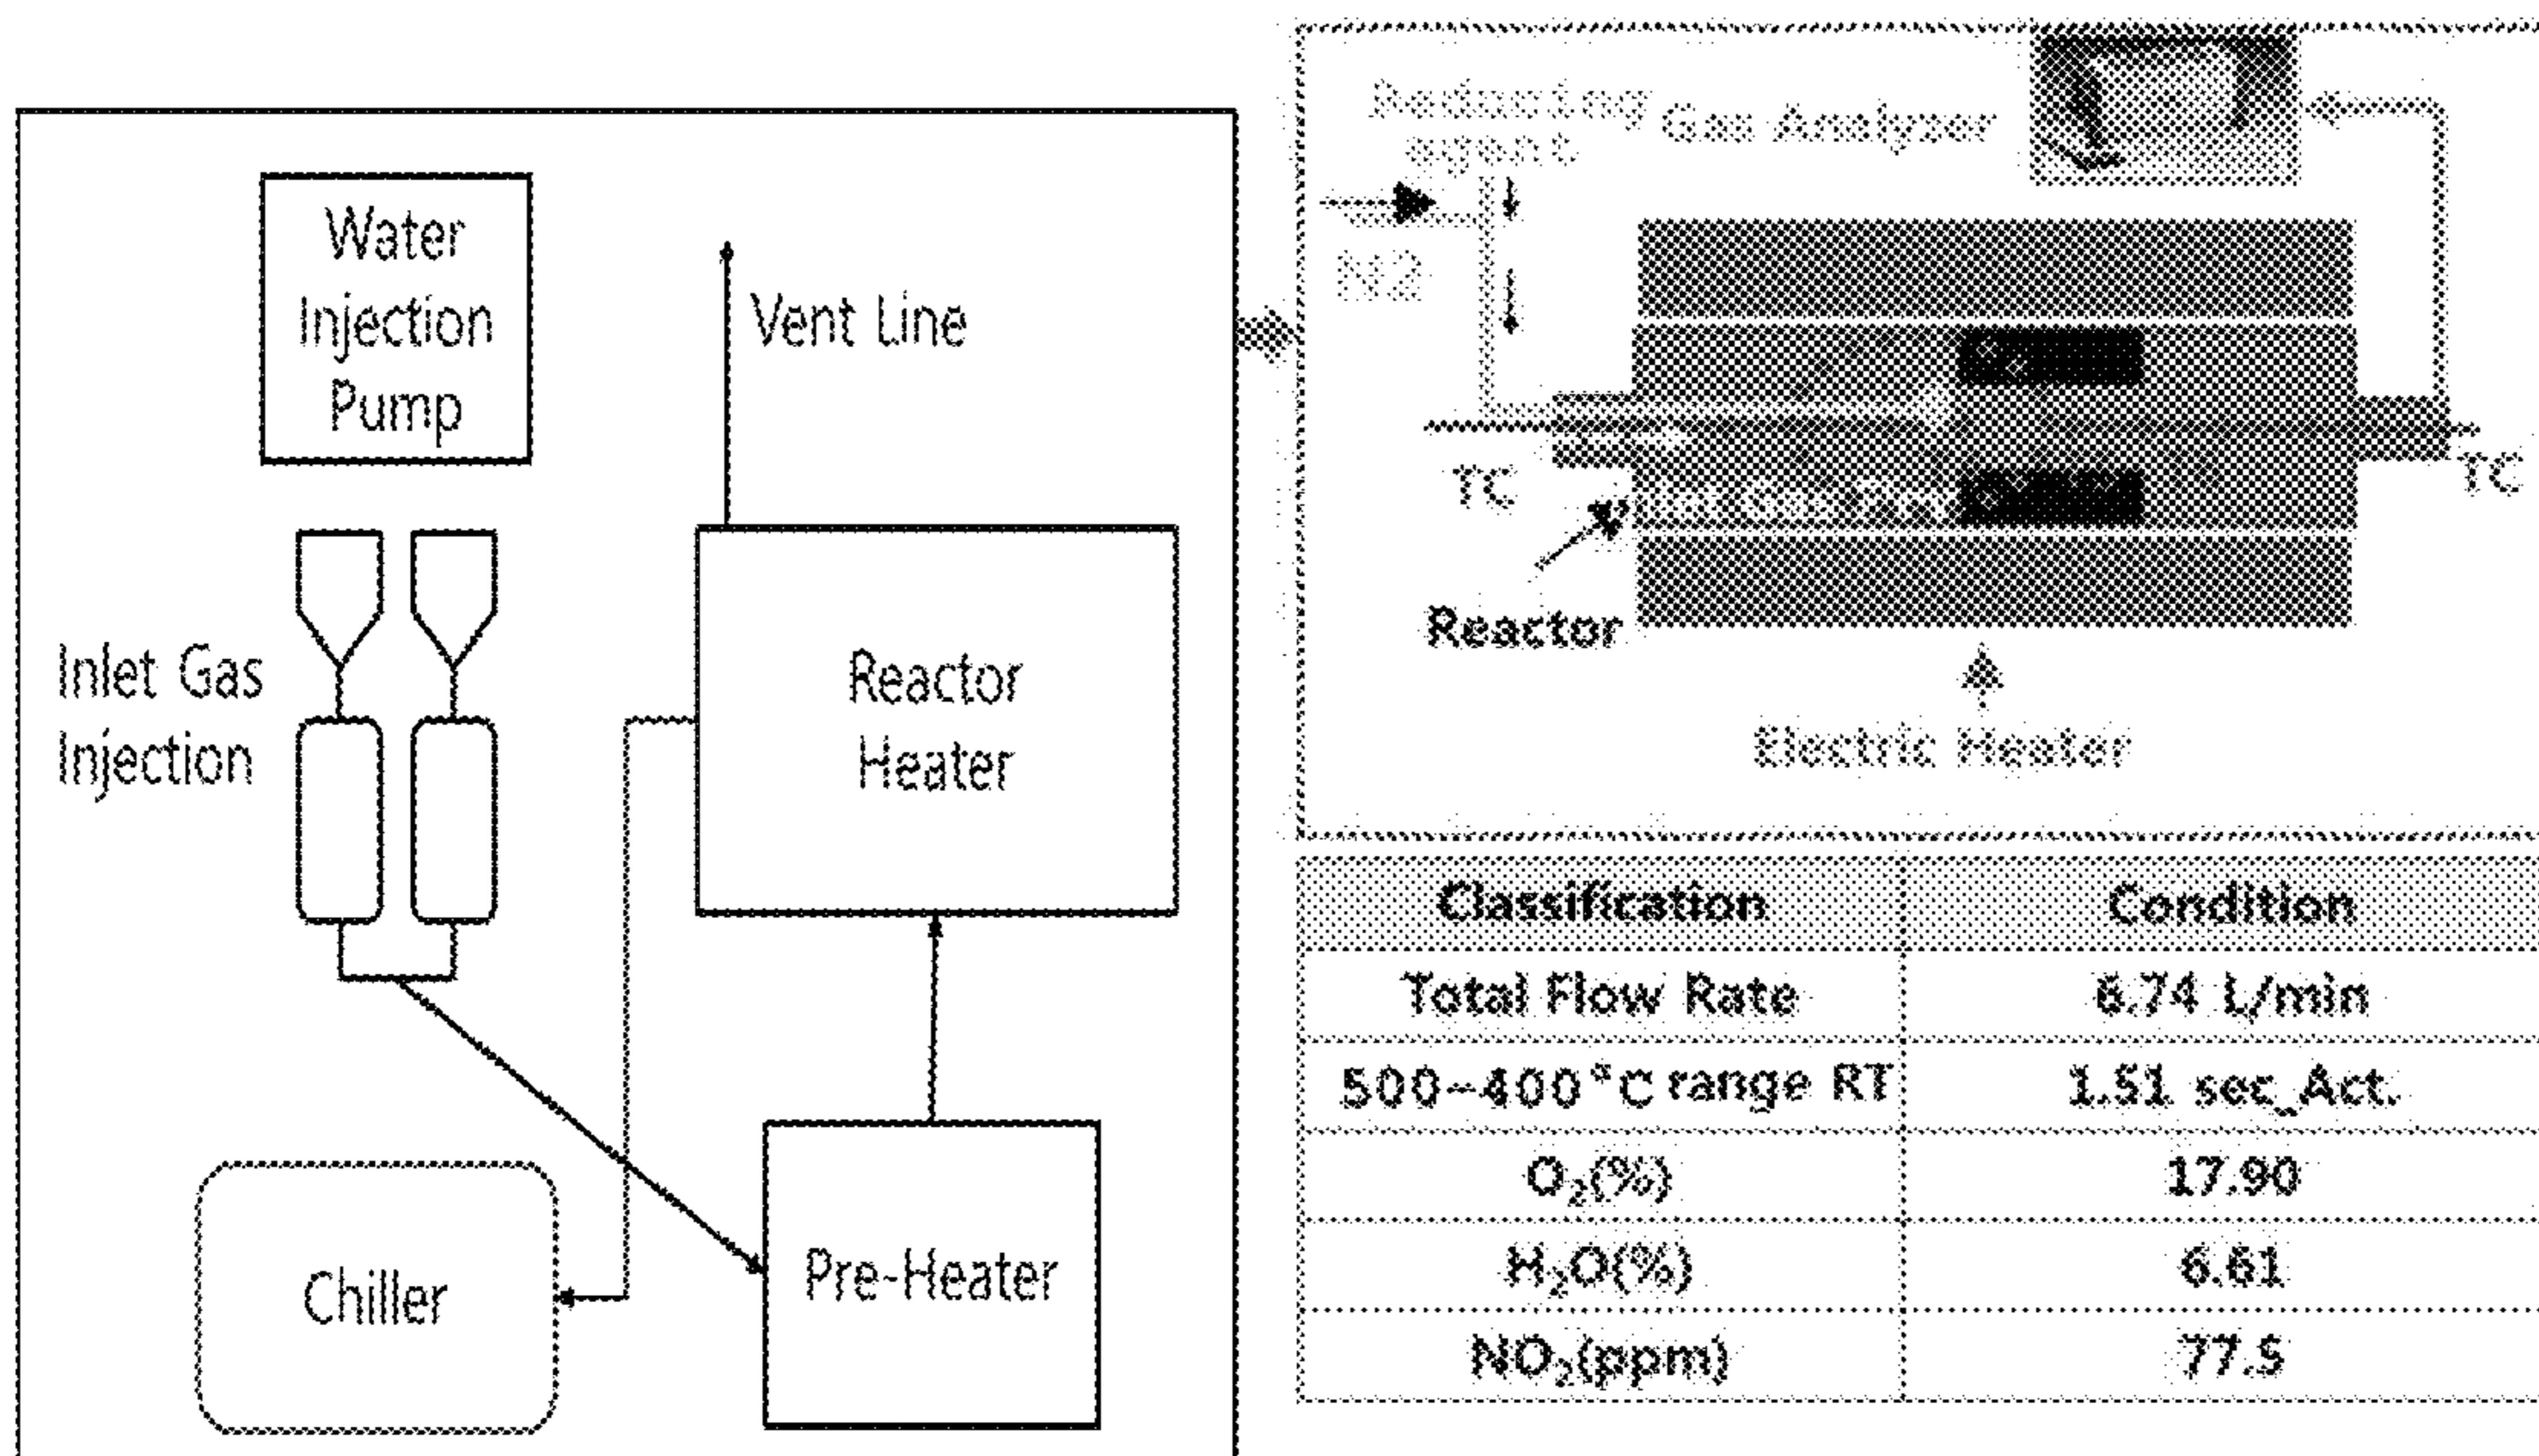 Water
Injection
Pump
Vent Line
Inlet Gas
Injection
Reactor
Heater
Chiller
Pre-Heater
Reducing
agent
Gas Analyzer
N2
TC
TC
Reactor
Electric Heater
Classification Condition
Total Flow Rate 6.74 L/min
500~400°C range RT 1.51 sec_Act.
O₂(%) 17.90
H₂O(%) 6.61
NO₂(ppm) 77.5